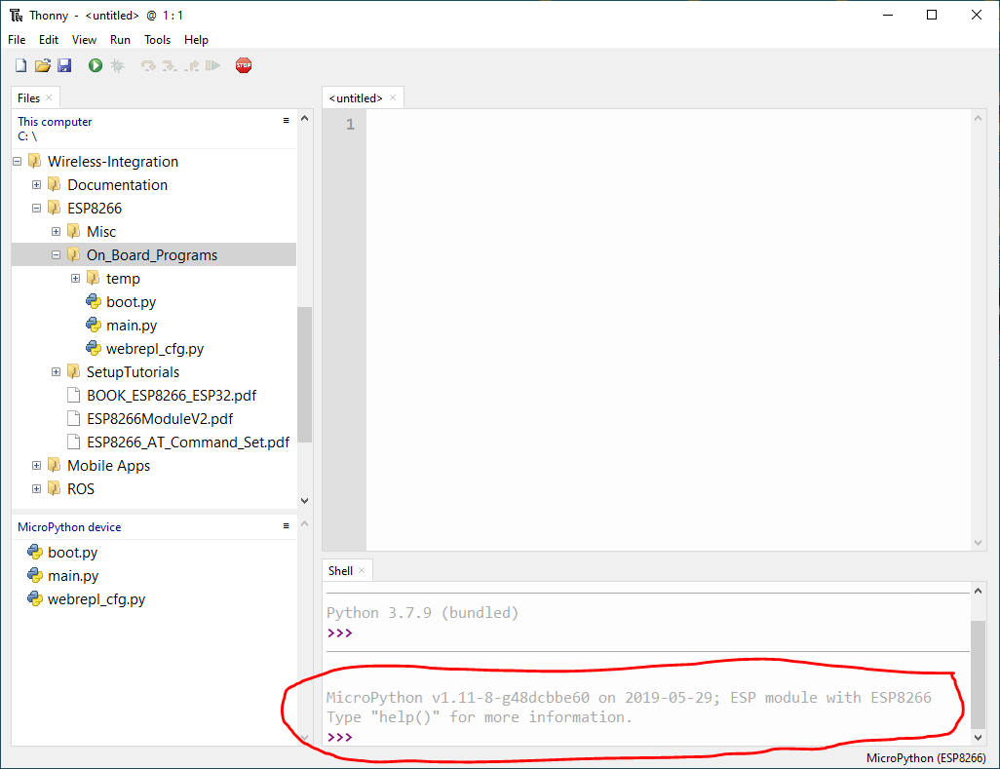 Thonny - <untitled> @ 1 : 1
File Edit View Run Tools Help
STOP
Files
This computer
C: \
Wireless-Integration
Documentation
ESP8266
Misc
On_Board_Programs
temp
boot.py
main.py
webrepl_cfg.py
SetupTutorials
BOOK_ESP8266_ESP32.pdf
ESP8266ModuleV2.pdf
ESP8266_AT_Command_Set.pdf
Mobile Apps
ROS
MicroPython device
boot.py
main.py
webrepl_cfg.py
<untitled>
1
Shell
Python 3.7.9 (bundled)
>>>
MicroPython v1.11-8-g48dcbbe60 on 2019-05-29; ESP module with ESP8266
Type "help()" for more information.
>>>
MicroPython (ESP8266)